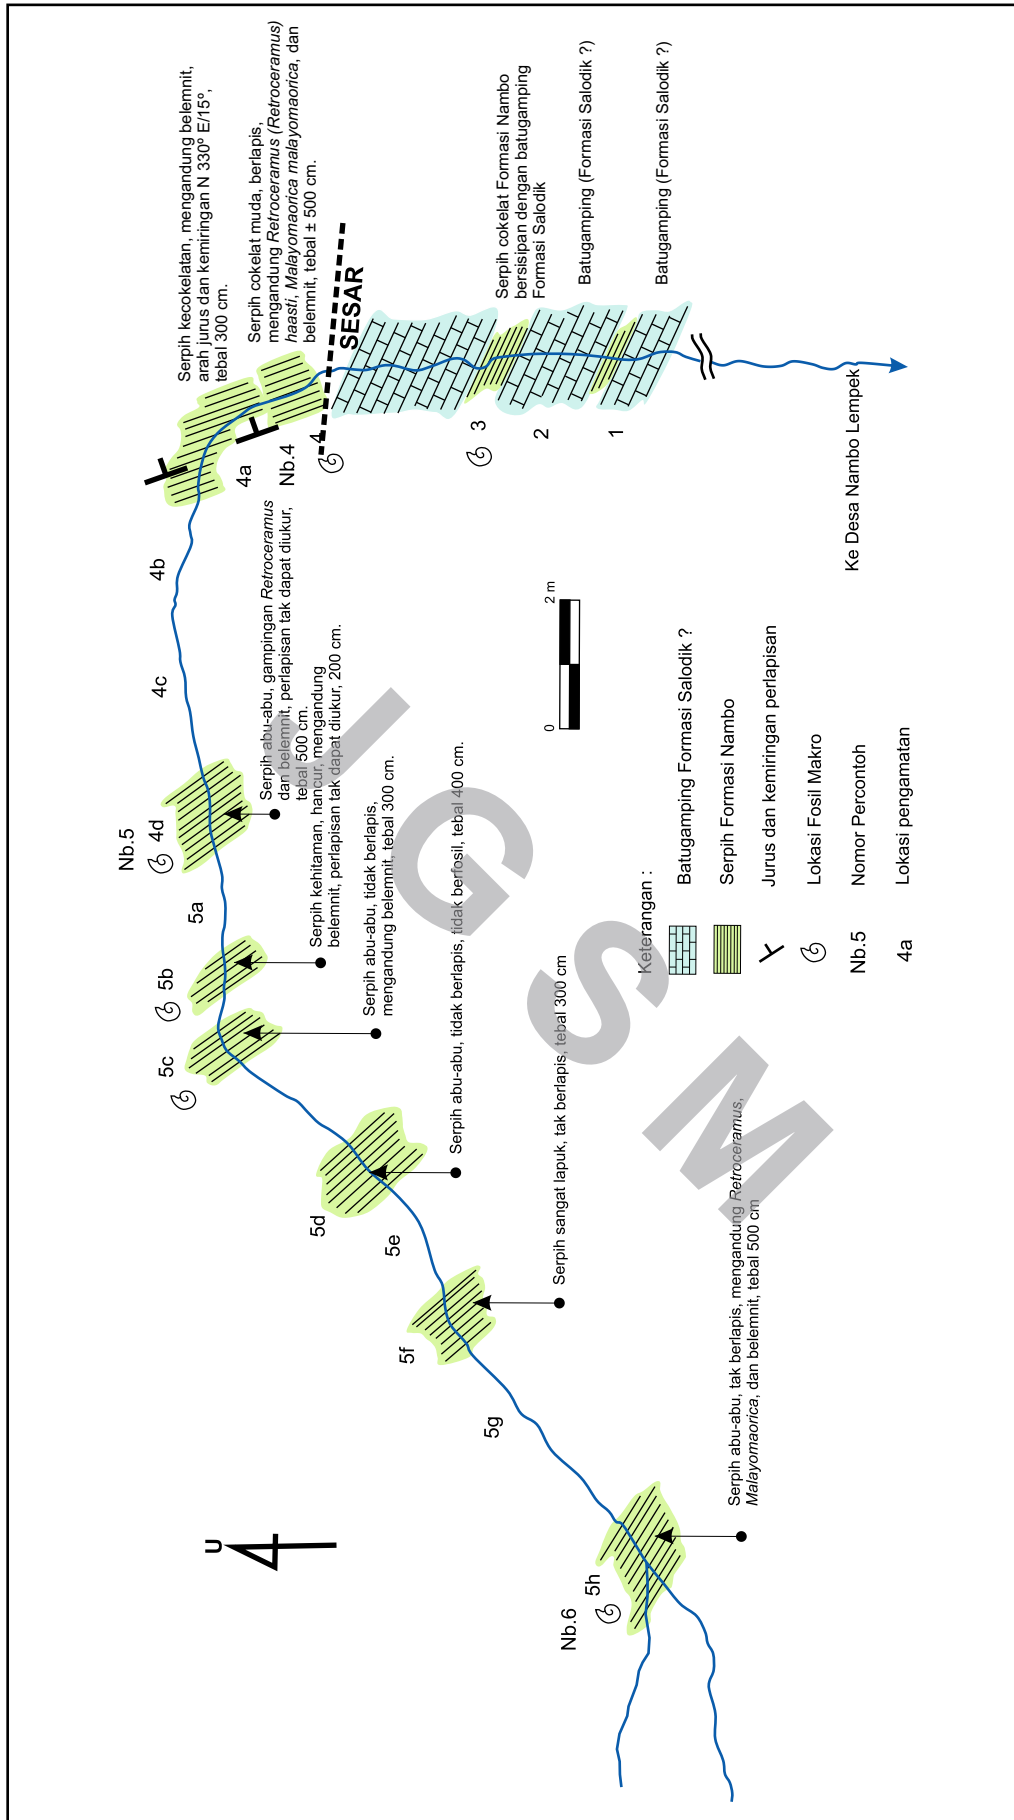 Serpih kecokelatan, mengandung belemnit,
arah jurus dan kemiringan N 330° E/15°,
tebal 300 cm.
Serpih cokelat muda, berlapis,
mengandung Retroceramus (Retroceramus)
haasti, Malayomaorica malayomaorica, dan
belemnit, tebal ± 500 cm.
SESAR
Serpih cokelat Formasi Nambo
bersisipan dengan batugamping
Formasi Salodik
Batugamping (Formasi Salodik ?)
Batugamping (Formasi Salodik ?)
4b
4a
Nb.4
4
3
2
1
Ke Desa Nambo Lempek
4c
Nb.5
4d
Serpih abu-abu, gampingan Retroceramus
dan belemnit, perlapisan tak dapat diukur,
tebal 500 cm.
5a
5b
Serpih kehitaman, hancur, mengandung
belemnit, perlapisan tak dapat diukur, 200 cm.
5c
Serpih abu-abu, tidak berlapis,
mengandung belemnit, tebal 300 cm.
5d
Serpih abu-abu, tidak berlapis, tidak berfosil, tebal 400 cm.
5e
5f
Serpih sangat lapuk, tak berlapis, tebal 300 cm
5g
Nb.6
5h
Serpih abu-abu, tak berlapis, mengandung Retroceramus,
Malayomaorica, dan belemnit, tebal 500 cm
U
0
2 m
Keterangan :
Batugamping Formasi Salodik ?
Serpih Formasi Nambo
Jurus dan kemiringan perlapisan
Lokasi Fosil Makro
Nb.5
Nomor Percontoh
4a
Lokasi pengamatan
JGSM